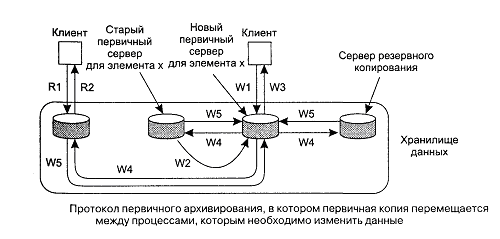 Клиент
Старый
первичный
сервер
для элемента x
Новый
первичный
сервер
для элемента x
Клиент
Сервер резервного
копирования
R1
R2
W1
W3
W5
W5
W4
W4
W2
W5
W4
Хранилище
данных
Протокол первичного архивирования, в котором первичная копия перемещается
между процессами, которым необходимо изменить данные